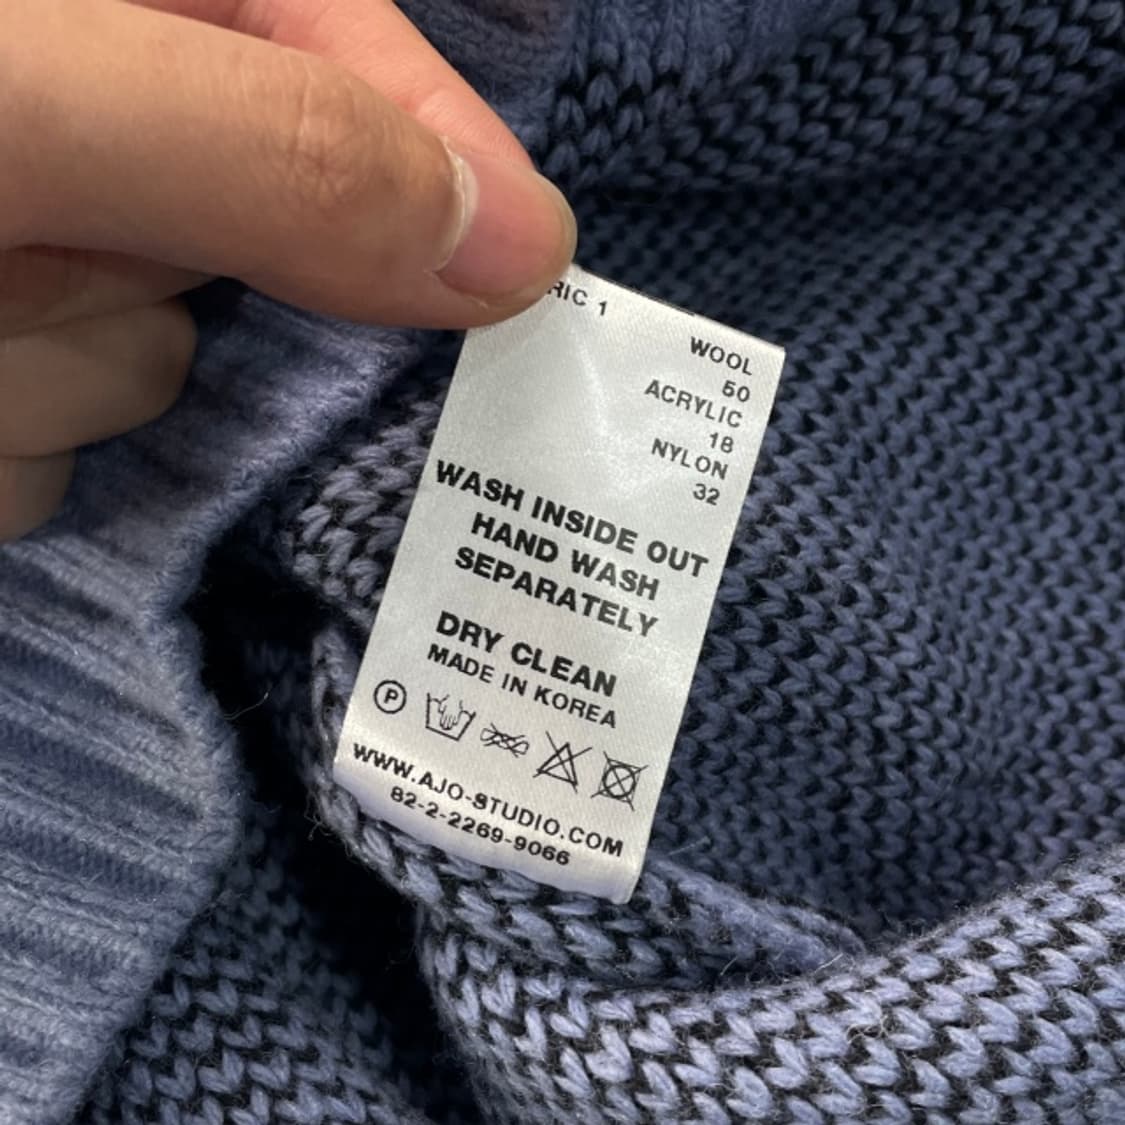 RIC 1
WOOL
50
ACRYLIC
18
NYLON
32
WASH INSIDE OUT
HAND WASH
SEPARATELY
DRY CLEAN
MADE IN KOREA
P
WWW.AJO-STUDIO.COM
82-2-2269-9066